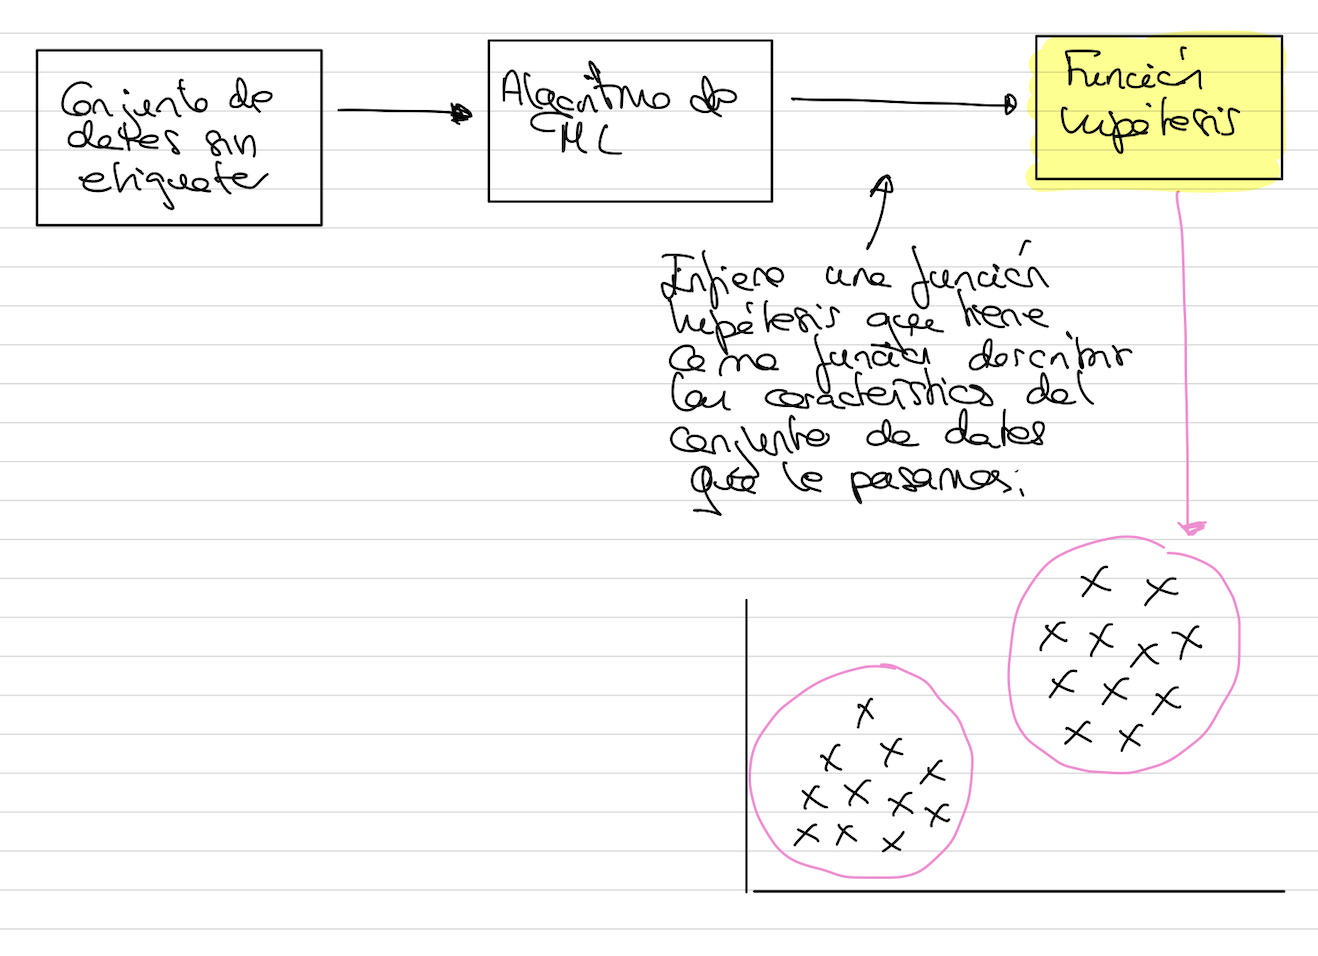 Conjunto de
datos sin
etiquetar
Algoritmo de
ML
Función
hipótesis
Infiere una función
hipótesis que tiene
como función describir
las características del
conjunto de datos
que le pasamos;